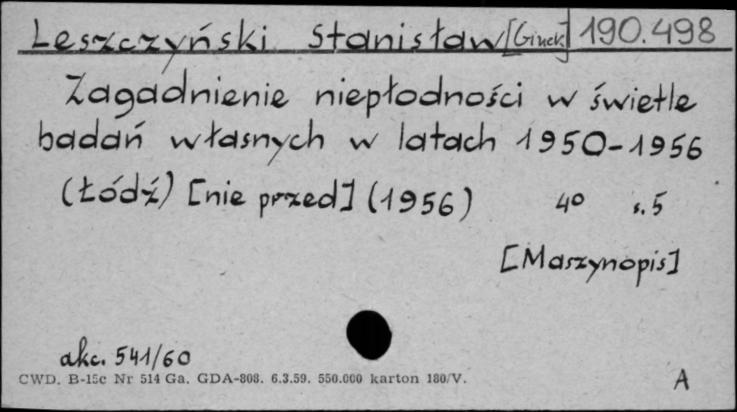 Leszczyński Stanisław [Ginek] 190.498
Zagadnienie niepłodności w świetle
badań własnych w latach 1950-1956
(Łódź) [nie przed] (1956) 4° s. 5
[Maszynopis]
akc. 541/60
CWD. B-15c Nr 514 Ga. GDA-808. 6.3.59. 550.000 karton 180/V.
A